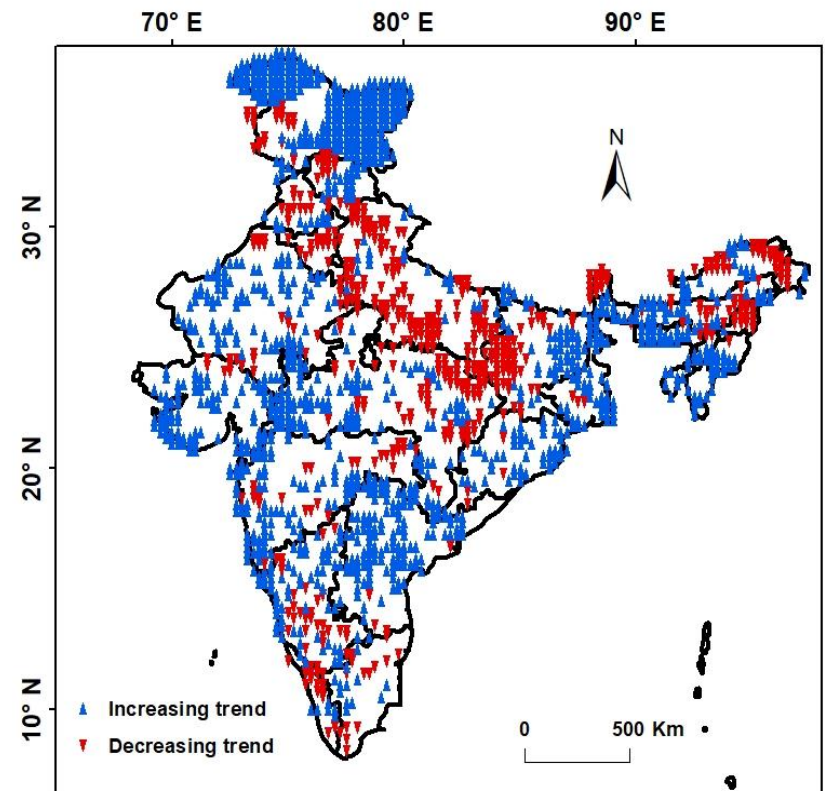 70° E 80° E 90° E
N
30° N
20° N
10° N
Increasing trend
Decreasing trend
0 500 Km